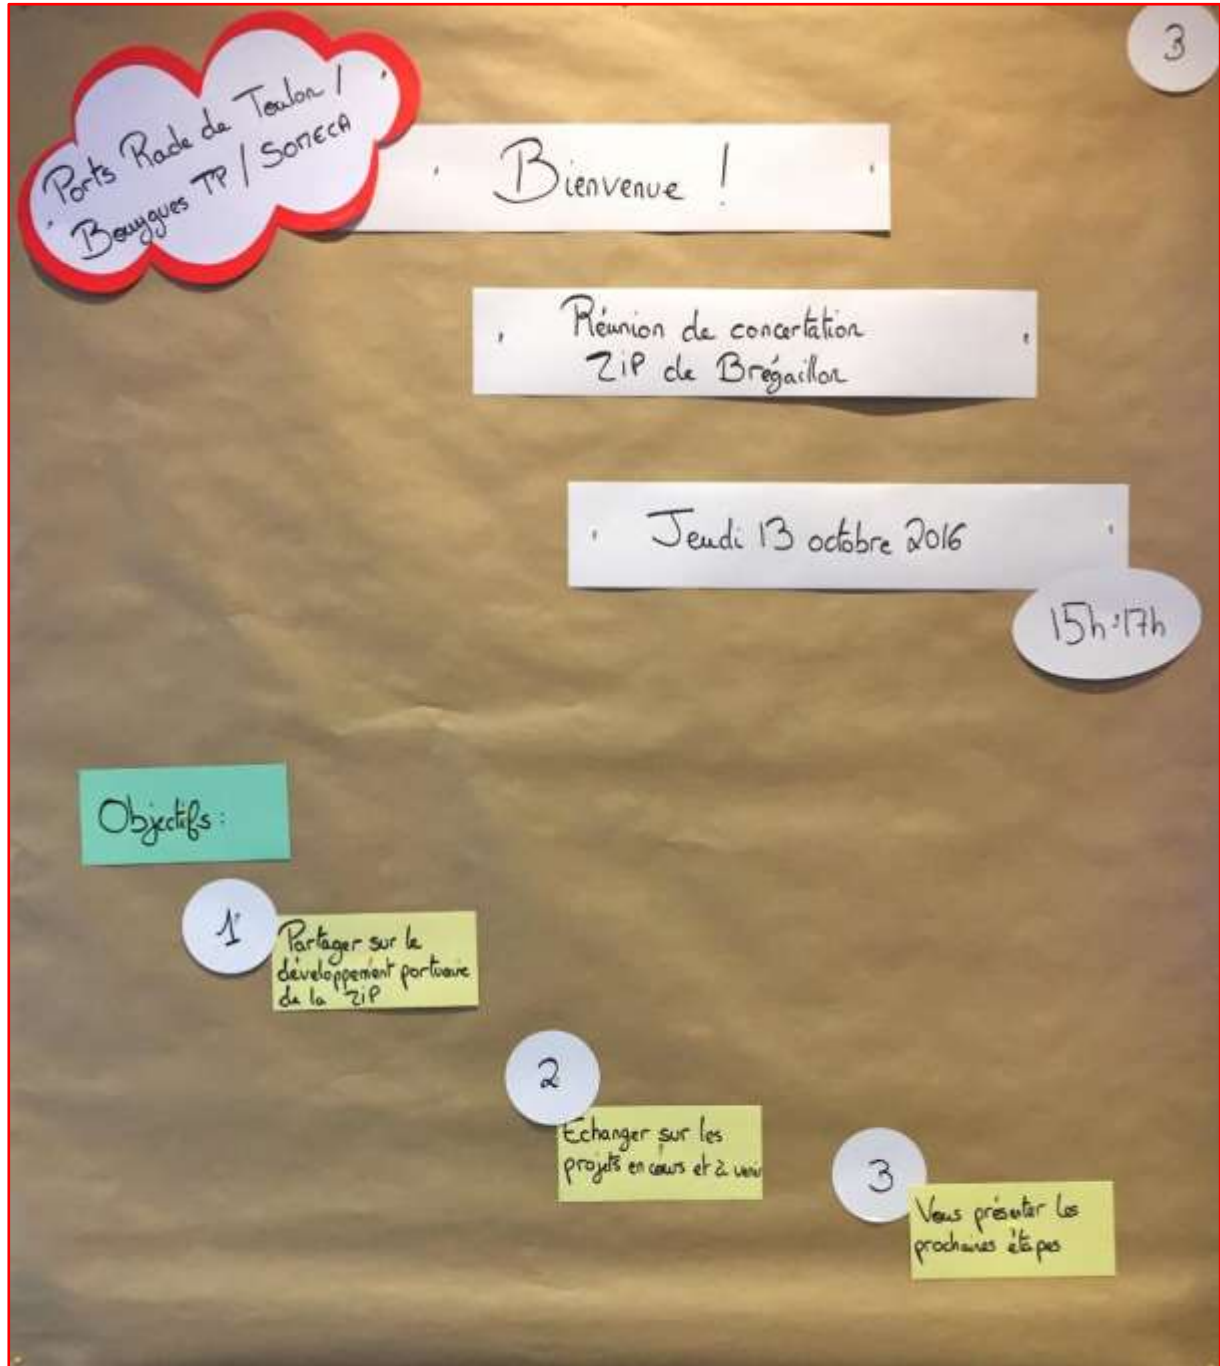 3
Ports Rade de Toulon /
Bouygues TP / SOMECA
Bienvenue !
Réunion de concertation
ZiP de Brégaillon
Jeudi 13 octobre 2016
15h:17h
Objectifs :
1
Partager sur le
développement portuaire
de la ZiP
2
Echanger sur les
projets en cours et à venir
3
Vous présenter les
prochaines étapes